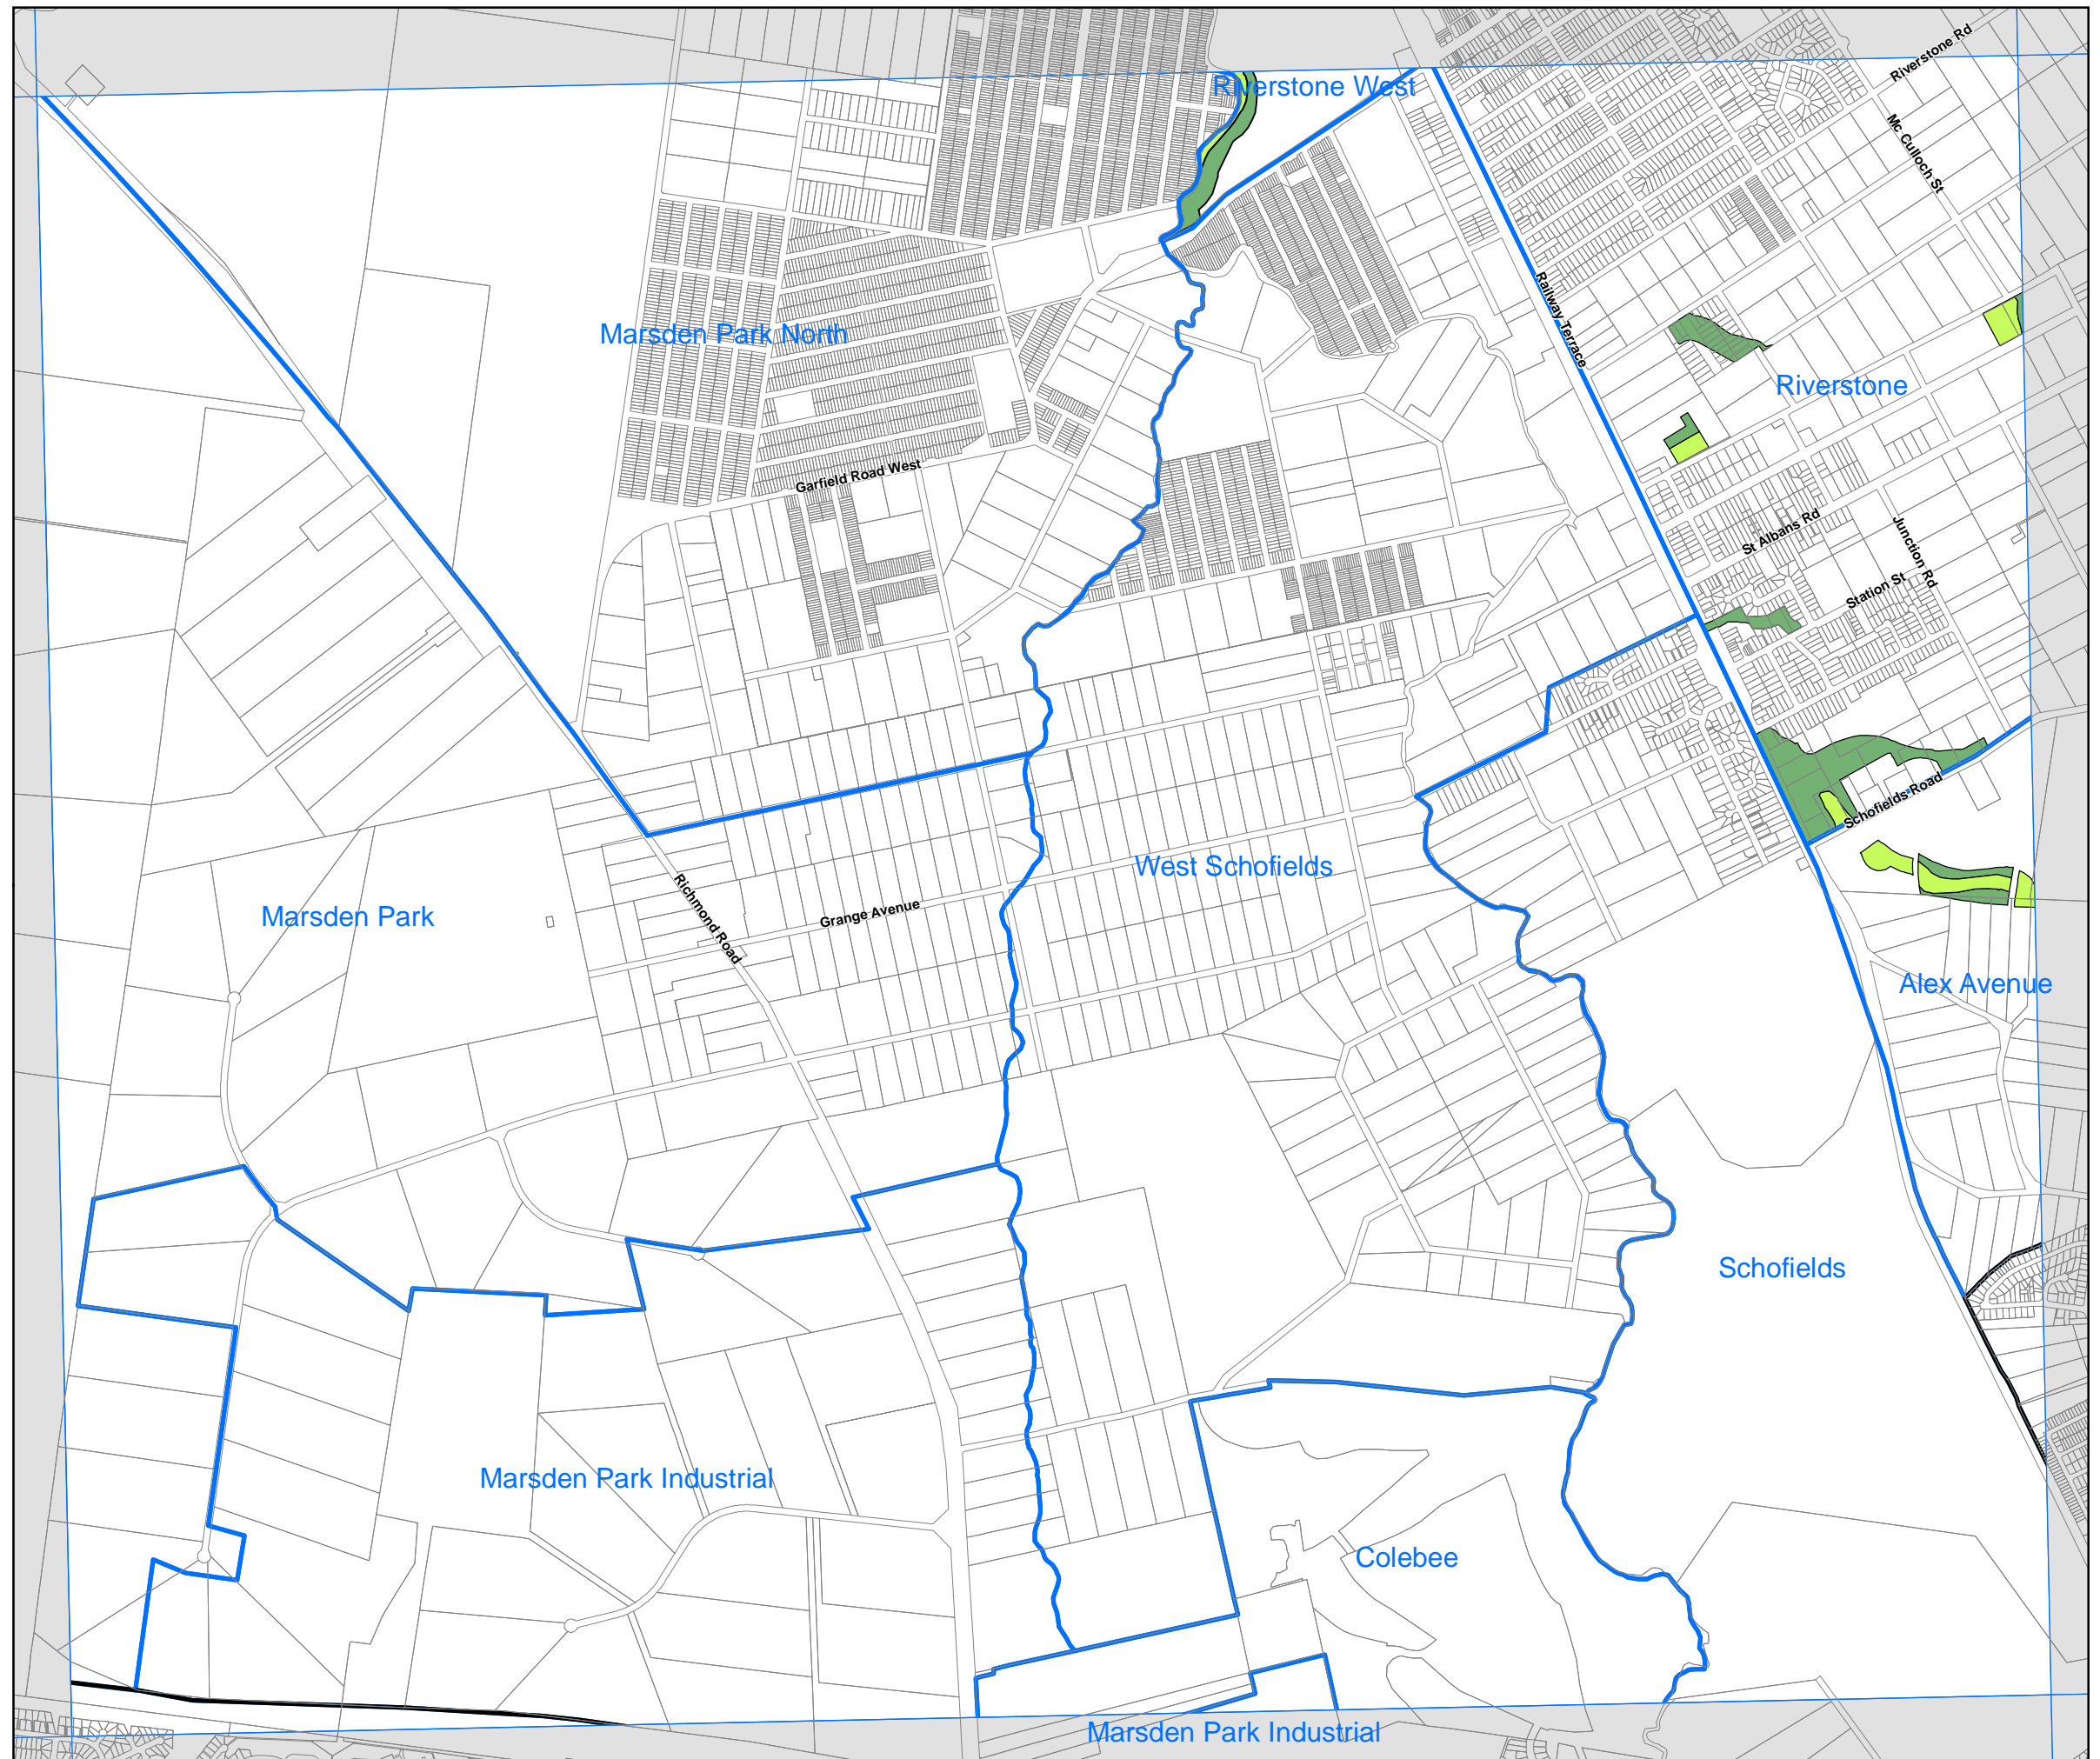 Riverstone Rd
Riverstone West
Mc Culloch St
Railway Terrace
Marsden Park North
Riverstone
Garfield Road West
St Albans Rd
Junction Rd
Station St
Schofields Road
West Schofields
Richmond Road
Grange Avenue
Marsden Park
Alex Avenue
Schofields
Marsden Park Industrial
Colebee
Marsden Park Industrial